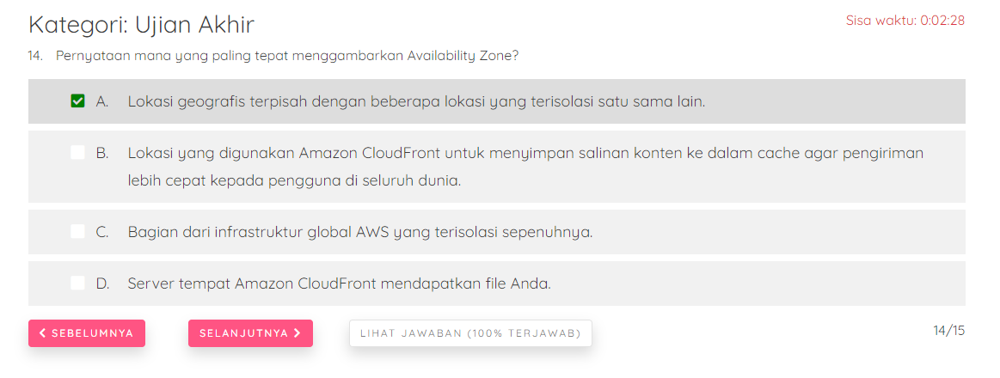 Kategori: Ujian Akhir
Sisa waktu: 0:02:28
14. Pernyataan mana yang paling tepat menggambarkan Availability Zone?
A. Lokasi geografis terpisah dengan beberapa lokasi yang terisolasi satu sama lain.
B. Lokasi yang digunakan Amazon CloudFront untuk menyimpan salinan konten ke dalam cache agar pengiriman
lebih cepat kepada pengguna di seluruh dunia.
C. Bagian dari infrastruktur global AWS yang terisolasi sepenuhnya.
D. Server tempat Amazon CloudFront mendapatkan file Anda.
SEBELUMNYA
SELANJUTNYA
LIHAT JAWABAN (100% TERJAWAB)
14/15